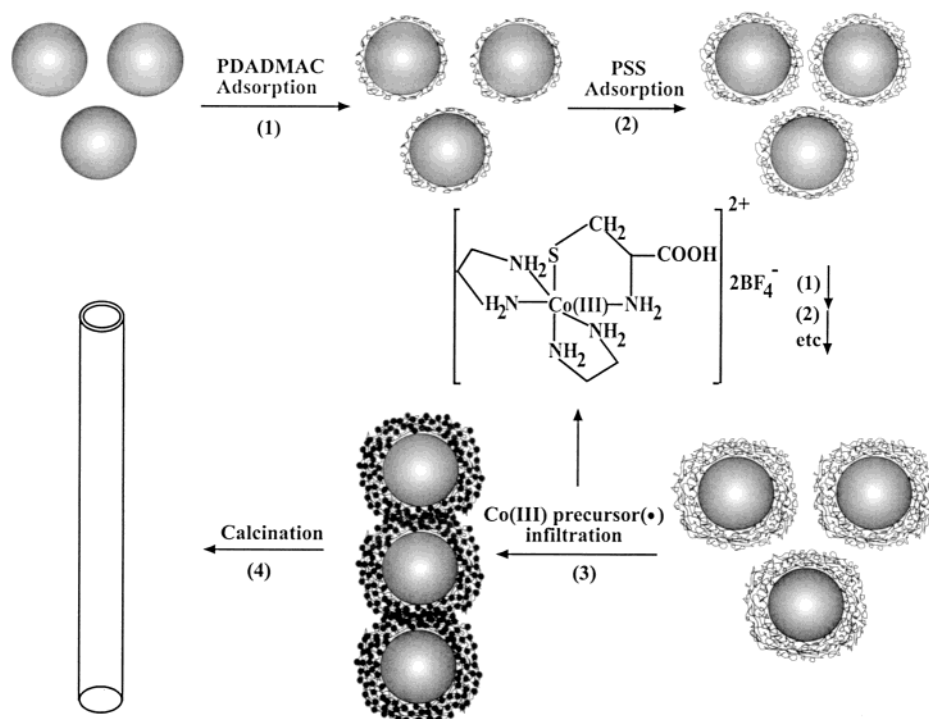 PDADMAC
Adsorption
(1)
PSS
Adsorption
(2)
2+
CH2
S
COOH
NH2
H2N
Co(III)
NH2
NH2
NH2
2BF4-
(1)
(2)
etc
Calcination
(4)
Co(III) precursor(•)
infiltration
(3)